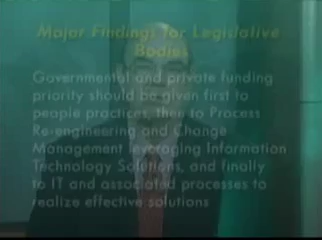 Major Findings for Legislative
Bodies
Governmental and private funding
priority should be given first to
people practices, then to Process
Re-engineering and Change
Management leveraging Information
Technology Solutions, and finally
to IT and associated processes to
realize effective solutions